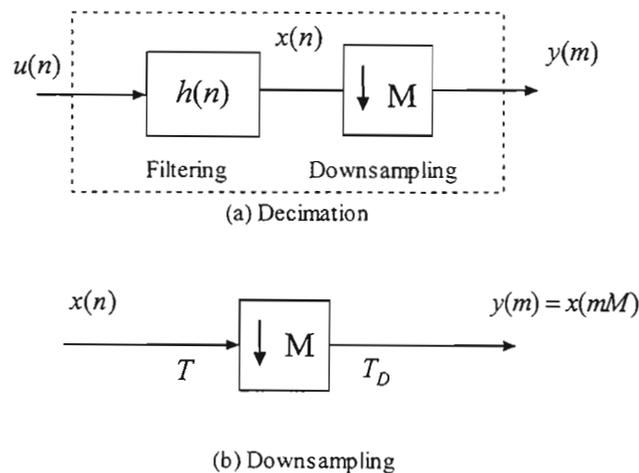 x(n)
u(n)
y(m)
h(n)
↓ M
Filtering
Downsampling
(a) Decimation
x(n)
y(m) = x(mM)
↓ M
T
T_D
(b) Downsampling